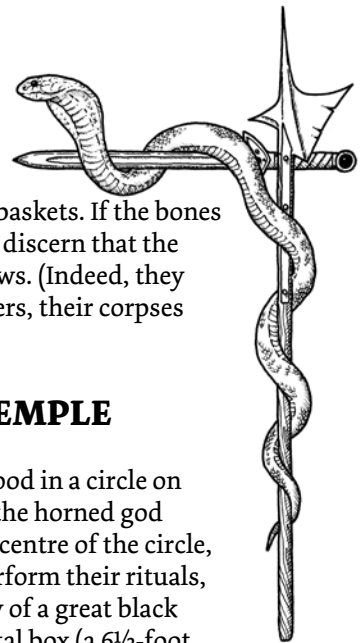 baskets. If the bones
discern that the
ws. (Indeed, they
ers, their corpses
EMPLE
ood in a circle on
the horned god
centre of the circle,
rform their rituals,
y of a great black
tal box (a 6½-foot